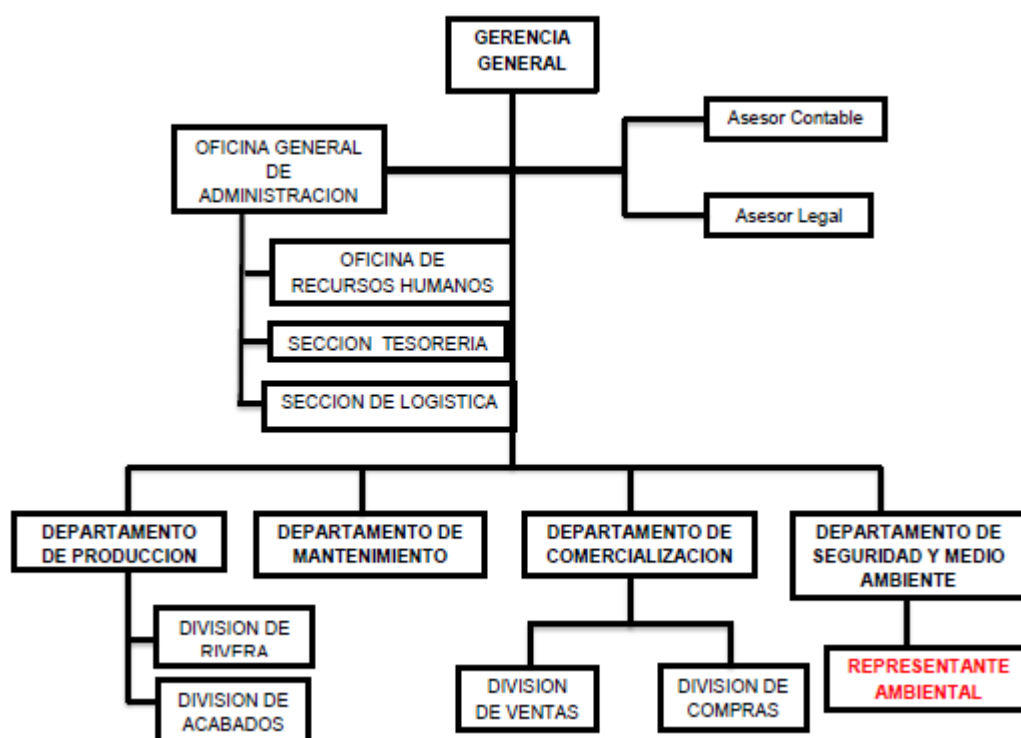 GERENCIA
GENERAL
Asesor Contable
OFICINA GENERAL
DE
ADMINISTRACION
Asesor Legal
OFICINA DE
RECURSOS HUMANOS
SECCION TESORERIA
SECCION DE LOGISTICA
DEPARTAMENTO
DE PRODUCCION
DEPARTAMENTO DE
MANTENIMIENTO
DEPARTAMENTO DE
COMERCIALIZACION
DEPARTAMENTO DE
SEGURIDAD Y MEDIO
AMBIENTE
DIVISION DE
RIVERA
DIVISION DE
ACABADOS
DIVISION
DE VENTAS
DIVISION DE
COMPRAS
REPRESENTANTE
AMBIENTAL